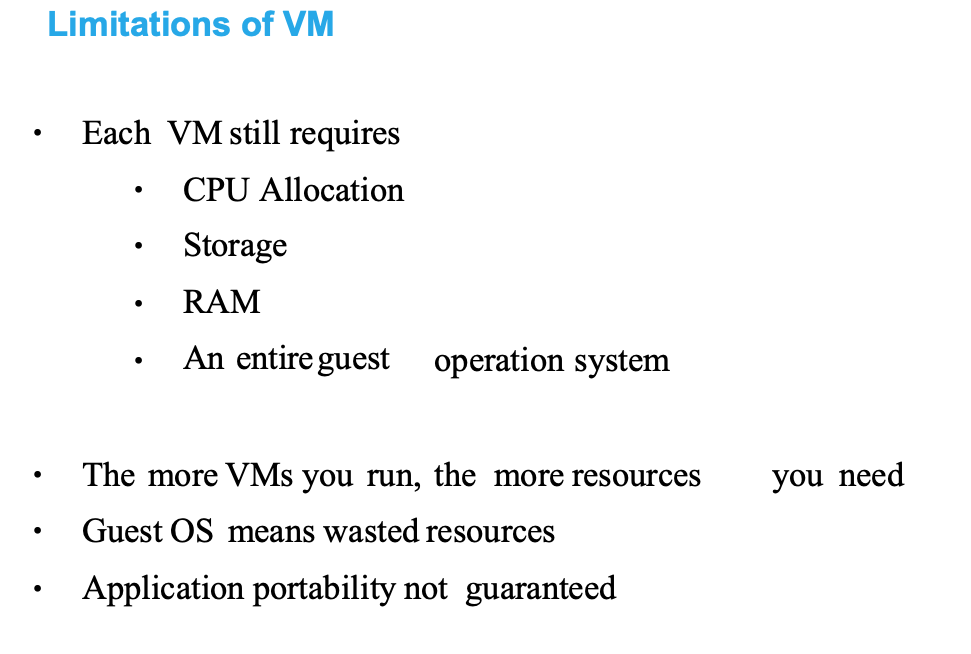 Limitations of VM
• Each VM still requires
• CPU Allocation
• Storage
• RAM
• An entire guest operation system
• The more VMs you run, the more resources you need
• Guest OS means wasted resources
• Application portability not guaranteed